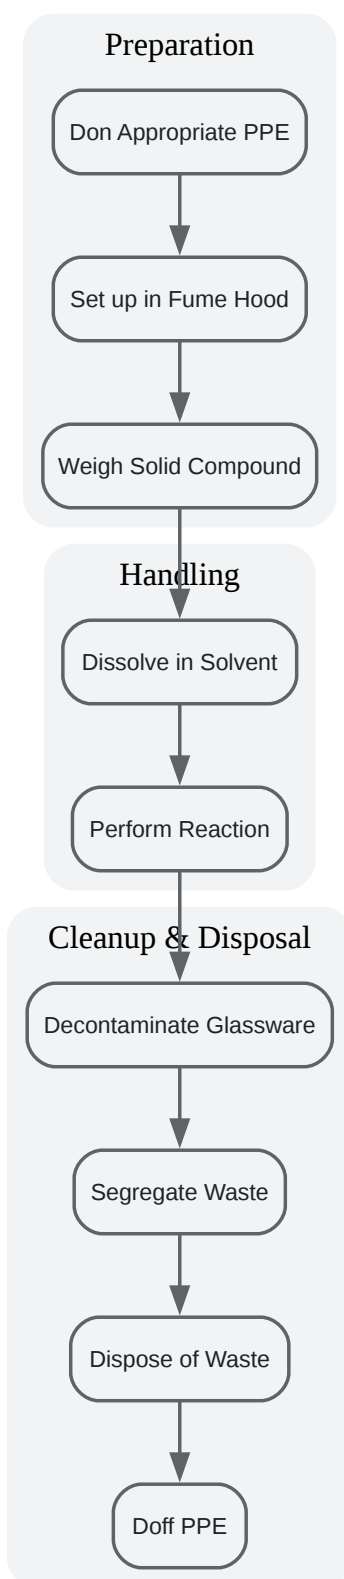 Preparation
Don Appropriate PPE
Set up in Fume Hood
Weigh Solid Compound
Handling
Dissolve in Solvent
Perform Reaction
Cleanup & Disposal
Decontaminate Glassware
Segregate Waste
Dispose of Waste
Doff PPE